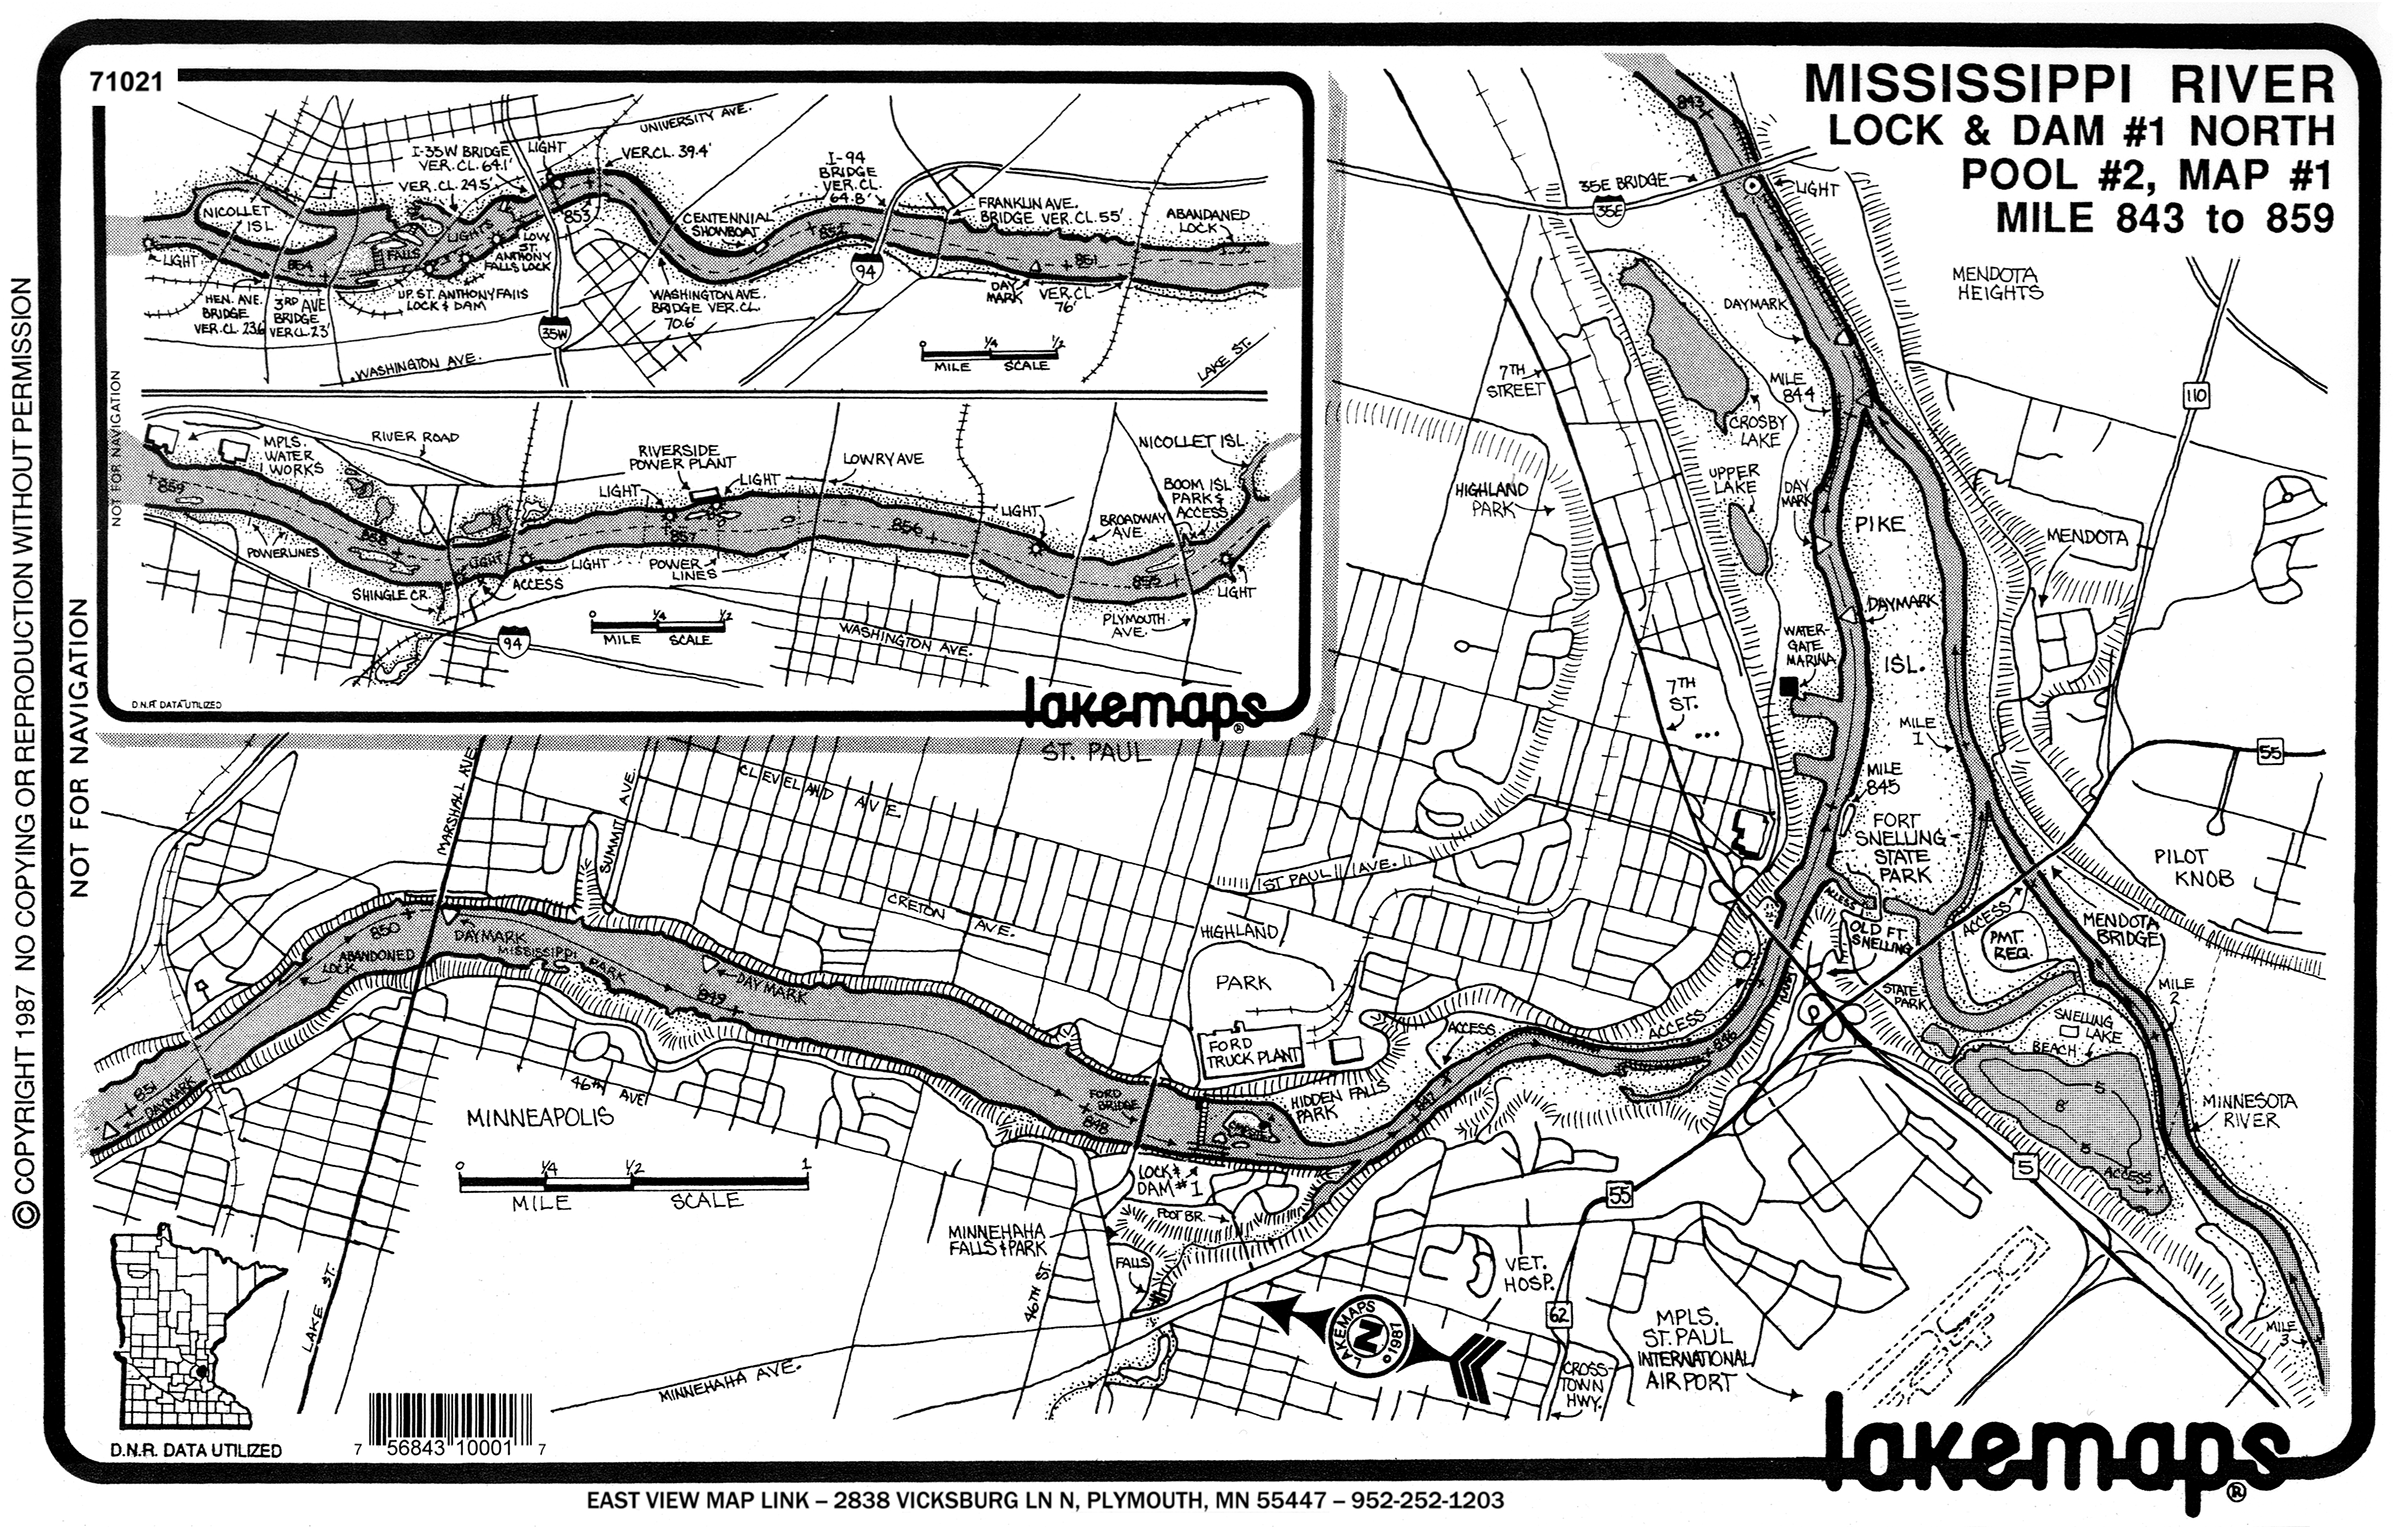 71021
MISSISSIPPI RIVER
LOCK & DAM #1 NORTH
POOL #2, MAP #1
MILE 843 to 859
© COPYRIGHT 1987 NO COPYING OR REPRODUCTION WITHOUT PERMISSION
NOT FOR NAVIGATION
NOT FOR NAVIGATION
UNIVERSITY AVE.
I-35W BRIDGE
VER. CL. 64.1'
LIGHT
VER.CL. 39.4'
VER. CL. 24.5'
I-94
BRIDGE
VER. CL.
64.8'
NICOLLET
ISL.
LIGHTS
853
CENTENNIAL
SHOWBOAT
FRANKLIN AVE.
BRIDGE VER. CL. 55'
ABANDANED
LOCK
LIGHT
854
FALLS
LOW.
ST.
ANTHONY
FALLS LOCK
852
94
851
DAY
MARK
VER. CL.
76'
HEN. AVE.
BRIDGE
VER. CL. 23.6
3RD AVE
BRIDGE
VER.CL. 23'
UP. ST. ANTHONY FALLS
LOCK & DAM
35W
WASHINGTON AVE.
BRIDGE VER. CL.
70.6'
WASHINGTON AVE.
0 1/4 1/2
MILE SCALE
LAKE ST.
MPLS.
WATER
WORKS
RIVER ROAD
RIVERSIDE
POWER PLANT
LIGHT
LIGHT
LOWRY AVE
NICOLLET ISL.
BOOM ISL.
PARK &
ACCESS
859
POWERLINES
858
LIGHT
857
856
LIGHT
BROADWAY
AVE.
855
LIGHT
ACCESS
LIGHT
POWER
LINES
SHINGLE CR.
94
0 1/4 1/2
MILE SCALE
WASHINGTON AVE.
PLYMOUTH
AVE.
D.N.R. DATA UTILIZED
lakemaps®
843
35E BRIDGE
35E
LIGHT
MENDOTA
HEIGHTS
DAYMARK
7TH
STREET
MILE
844
CROSBY
LAKE
110
HIGHLAND
PARK
UPPER
LAKE
DAY
MARK
PIKE
ISL.
MENDOTA
DAYMARK
WATER-
GATE
MARINA
7TH
ST.
MILE
1
MILE
845
55
FORT
SNELLING
STATE
PARK
PILOT
KNOB
ACCESS
OLD FT.
SNELLING
ACCESS
PMT.
REQ.
MENDOTA
BRIDGE
STATE
PARK
MILE
2
SNELLING
LAKE
BEACH
5
8
ACCESS
MINNESOTA
RIVER
MILE
3
5
ST. PAUL
CLEVELAND AVE
MARSHALL AVE.
SUMMIT AVE.
ST PAUL AVE.
CRETON AVE.
HIGHLAND
PARK
FORD
TRUCK PLANT
850
ABANDONED
LOCK
DAYMARK
MISSISSIPPI PARK
DAYMARK
849
851
DAYMARK
46TH AVE
MINNEAPOLIS
0 1/4 1/2 1
MILE SCALE
FORD
BRIDGE
848
HIDDEN FALLS
PARK
ACCESS
847
ACCESS
846
LOCK &
DAM #1
FOOT BR.
MINNEHAHA
FALLS & PARK
FALLS
46TH ST.
LAKE ST.
MINNEHAHA AVE.
LAKEMAPS
N
©1987
VET.
HOSP.
55
62
CROSS-
TOWN
HWY.
MPLS.
ST. PAUL
INTERNATIONAL
AIRPORT
D.N.R. DATA UTILIZED
7 56843 10001 7
lakemaps®
EAST VIEW MAP LINK – 2838 VICKSBURG LN N, PLYMOUTH, MN 55447 – 952-252-1203